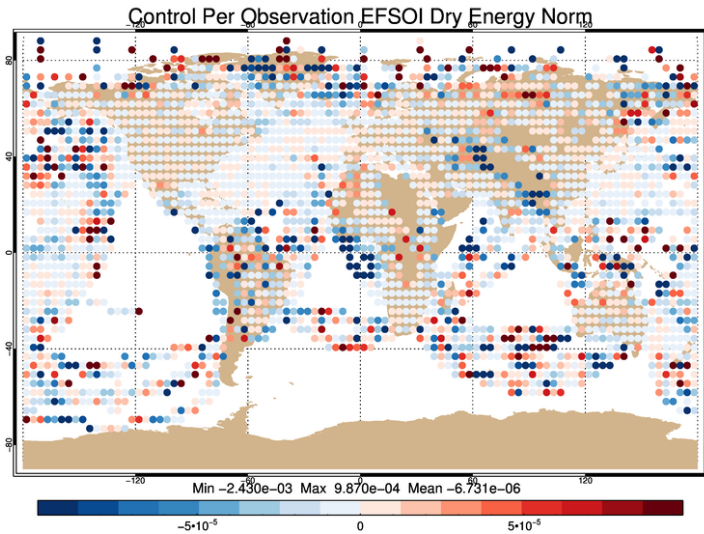 Control Per Observation EFSOI Dry Energy Norm
−120 −60 0 60 120
80
40
0
−40
−80
−120 −60 0 60 120
Min −2.430e−03 Max 9.870e−04 Mean −6.731e−06
−5•10⁻⁵ 0 5•10⁻⁵